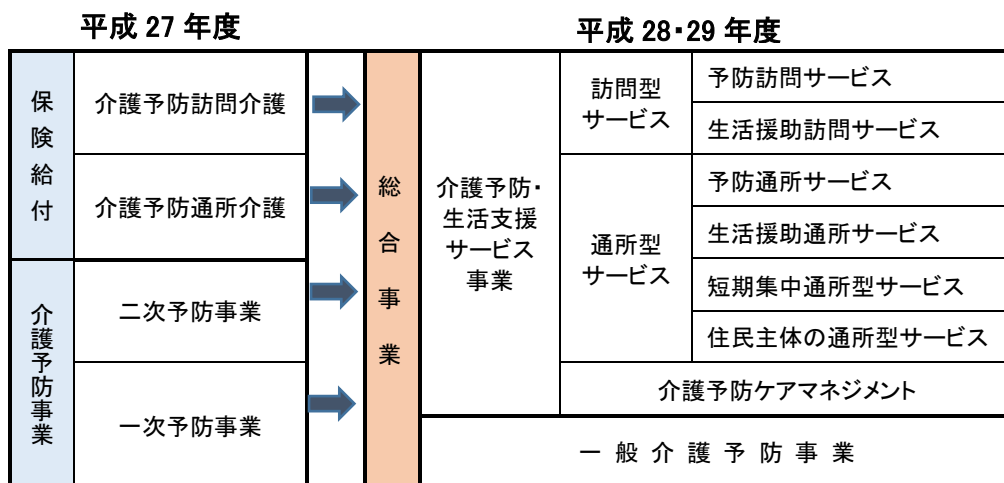 平成 27 年度
平成 28・29 年度
保険給付
介護予防訪問介護
介護予防通所介護
介護予防事業
二次予防事業
一次予防事業
総合事業
介護予防・
生活支援
サービス
事業
訪問型
サービス
予防訪問サービス
生活援助訪問サービス
通所型
サービス
予防通所サービス
生活援助通所サービス
短期集中通所型サービス
住民主体の通所型サービス
介護予防ケアマネジメント
一 般 介 護 予 防 事 業